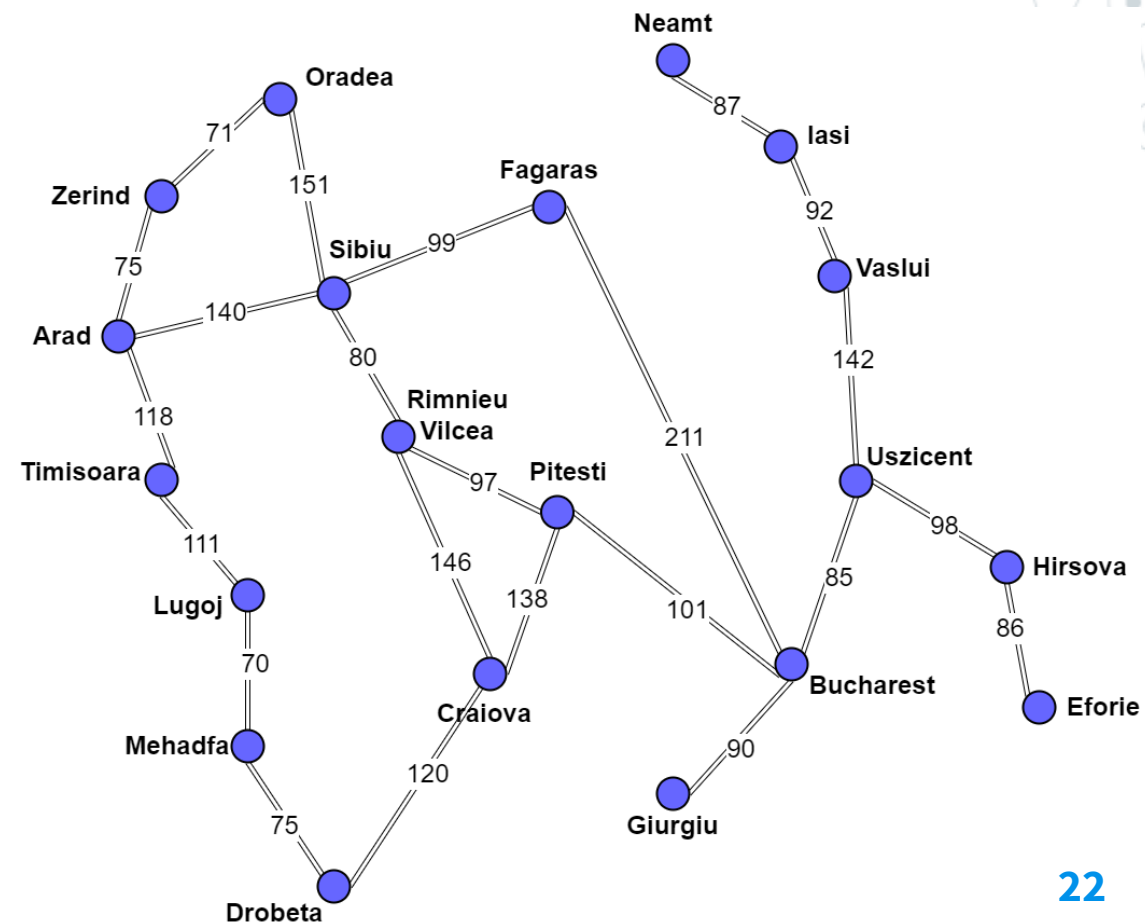 Neamt
Oradea
87
Iasi
71
Fagaras
Zerind
151
92
Sibiu
99
Vaslui
75
140
Arad
80
142
Rimnieu
Vilcea
118
211
Uszicent
Timisoara
97
Pitesti
98
111
146
Hirsova
85
Lugoj
138
101
86
70
Bucharest
Craiova
Eforie
Mehadfa
90
120
Giurgiu
75
22
Drobeta